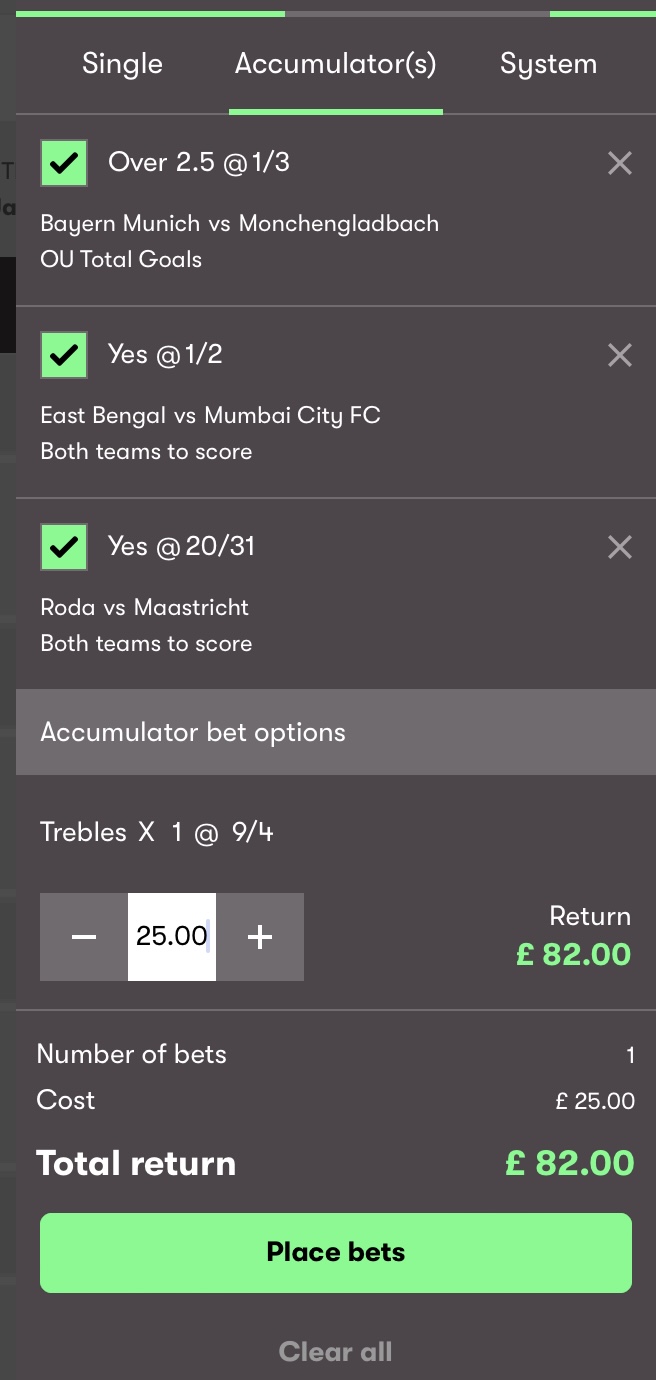 Single Accumulator(s) System
Over 2.5 @ 1/3
Bayern Munich vs Monchengladbach
OU Total Goals
Yes @ 1/2
East Bengal vs Mumbai City FC
Both teams to score
Yes @ 20/31
Roda vs Maastricht
Both teams to score
Accumulator bet options
Trebles X 1 @ 9/4
25.00
Return
£ 82.00
Number of bets 1
Cost £ 25.00
Total return £ 82.00
Place bets
Clear all